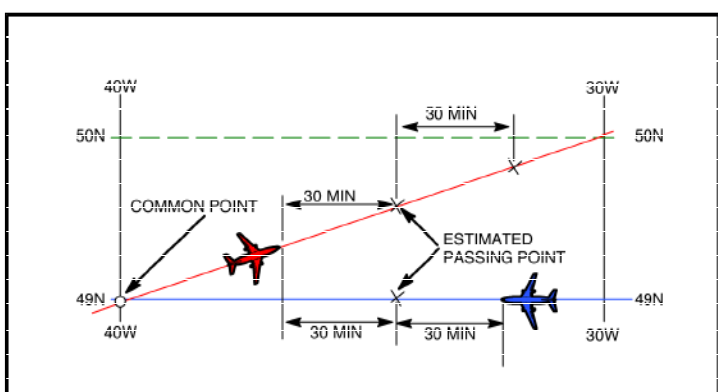 40W
30W
30 MIN
50N
50N
30 MIN
COMMON POINT
ESTIMATED
PASSING POINT
49N
49N
40W
30 MIN
30 MIN
30W